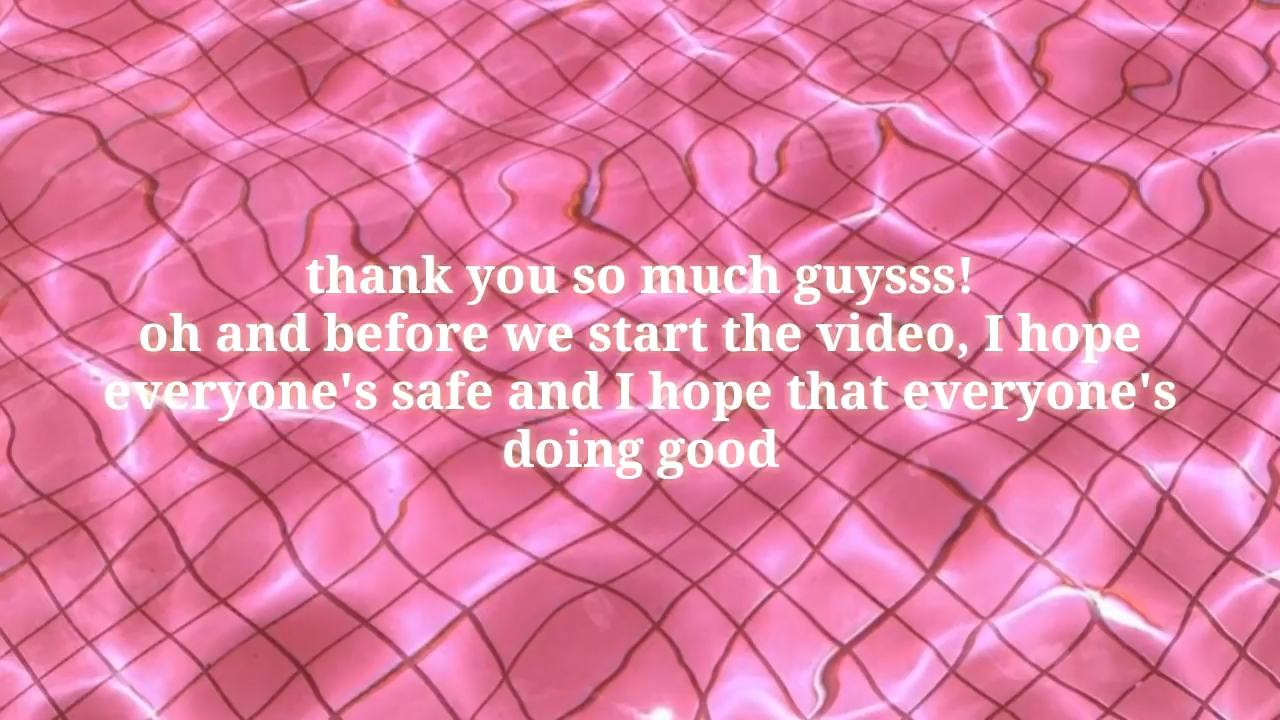 thank you so much guysss!
oh and before we start the video, I hope
everyone's safe and I hope that everyone's
doing good